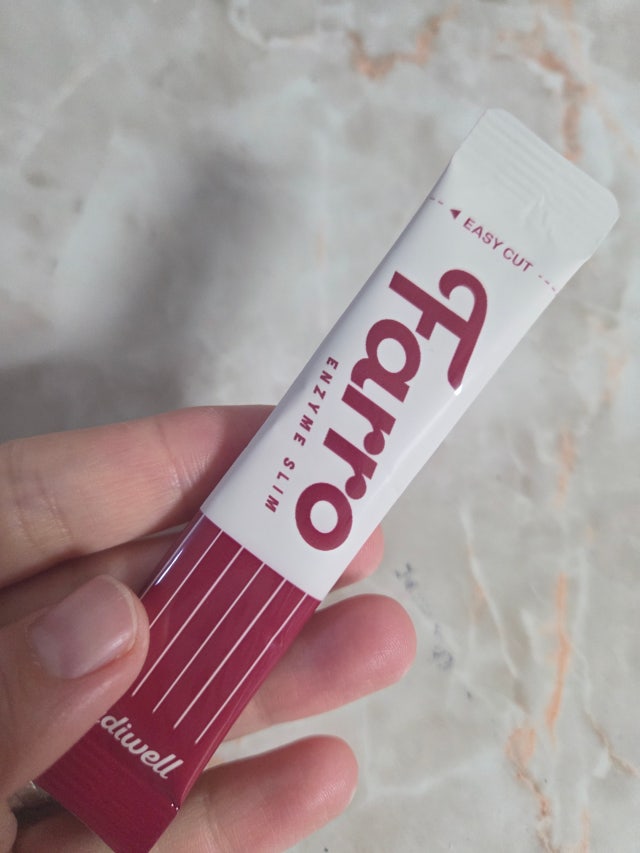 EASY CUT
Farro
ENZYME SLIM
diwell